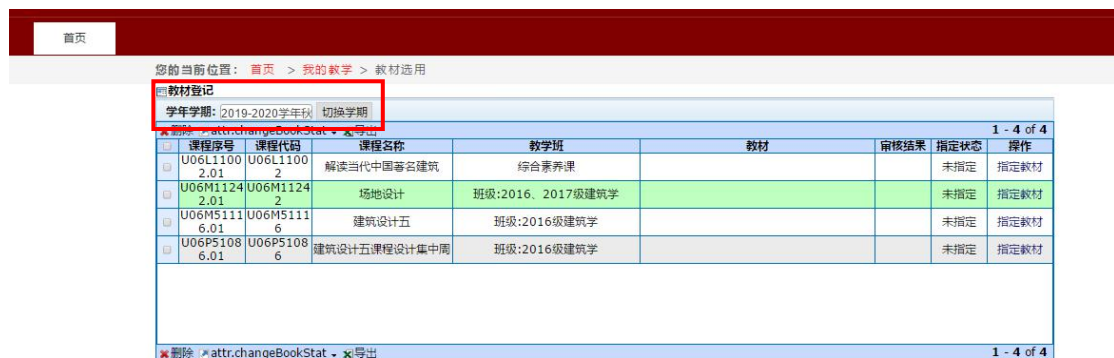 首页
您的当前位置： 首页 > 我的教学 > 教材选用
教材登记
学年学期: 2019-2020学年秋 切换学期
删除 attr.changeBookStat 导出 1 - 4 of 4
课程序号 课程代码 课程名称 教学班 教材 审核结果 指定状态 操作
U06L1100 U06L1100 解读当代中国著名建筑 综合素养课 未指定 指定教材
2.01 2
U06M1124 U06M1124 场地设计 班级:2016、2017级建筑学 未指定 指定教材
2.01 2
U06M5111 U06M5111 建筑设计五 班级:2016级建筑学 未指定 指定教材
6.01 6
U06P5108 U06P5108 建筑设计五课程设计集中周 班级:2016级建筑学 未指定 指定教材
6.01 6
删除 attr.changeBookStat 导出 1 - 4 of 4